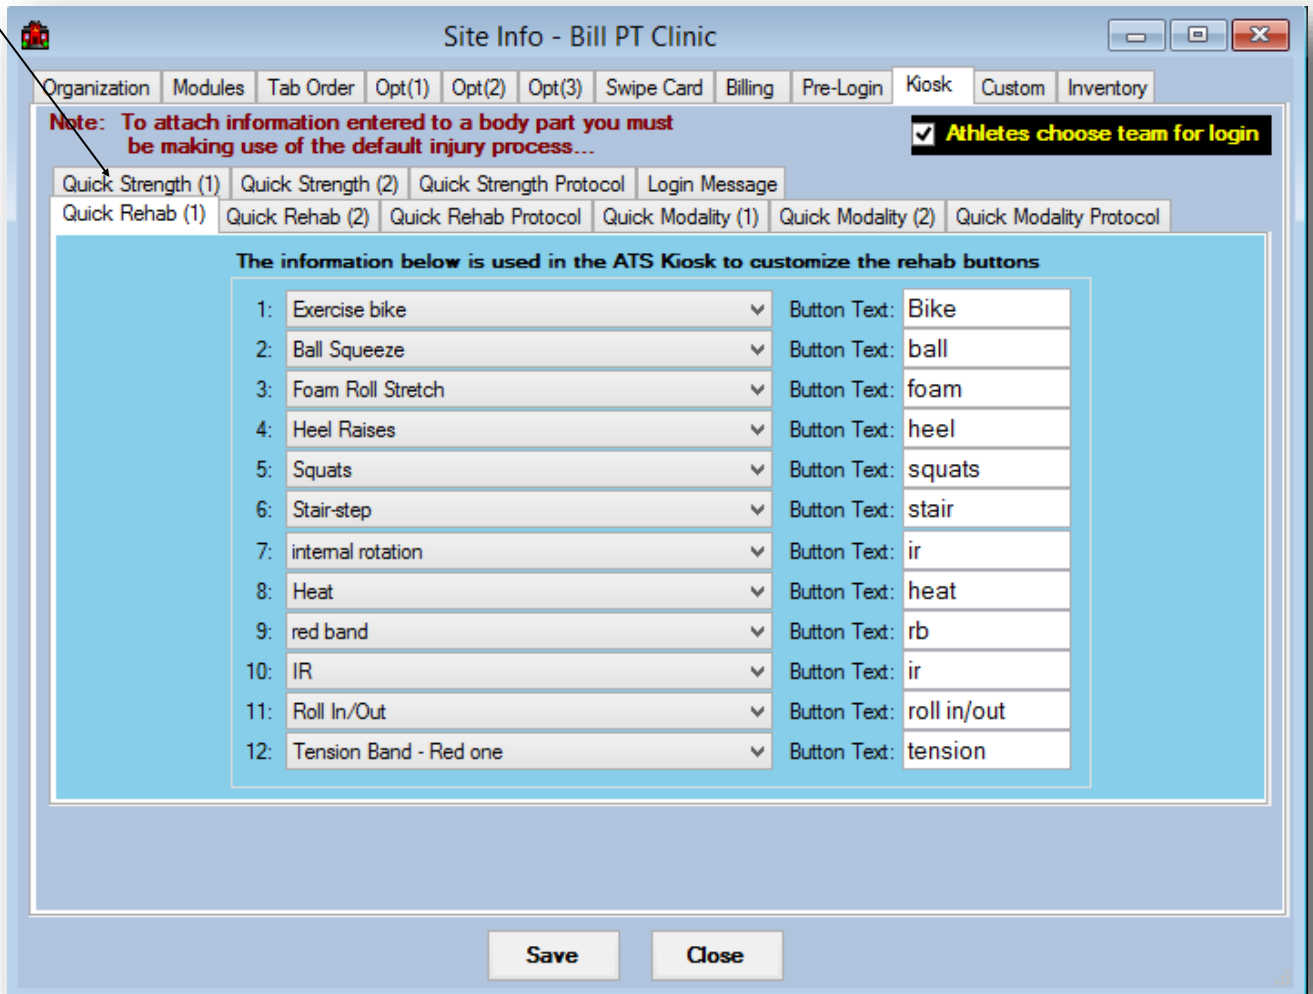 Site Info - Bill PT Clinic
Organization Modules Tab Order Opt(1) Opt(2) Opt(3) Swipe Card Billing Pre-Login Kiosk Custom Inventory
Note: To attach information entered to a body part you must
be making use of the default injury process...
Athletes choose team for login
Quick Strength (1) Quick Strength (2) Quick Strength Protocol Login Message
Quick Rehab (1) Quick Rehab (2) Quick Rehab Protocol Quick Modality (1) Quick Modality (2) Quick Modality Protocol
The information below is used in the ATS Kiosk to customize the rehab buttons
1: Exercise bike Button Text: Bike
2: Ball Squeeze Button Text: ball
3: Foam Roll Stretch Button Text: foam
4: Heel Raises Button Text: heel
5: Squats Button Text: squats
6: Stair-step Button Text: stair
7: internal rotation Button Text: ir
8: Heat Button Text: heat
9: red band Button Text: rb
10: IR Button Text: ir
11: Roll In/Out Button Text: roll in/out
12: Tension Band - Red one Button Text: tension
Save Close